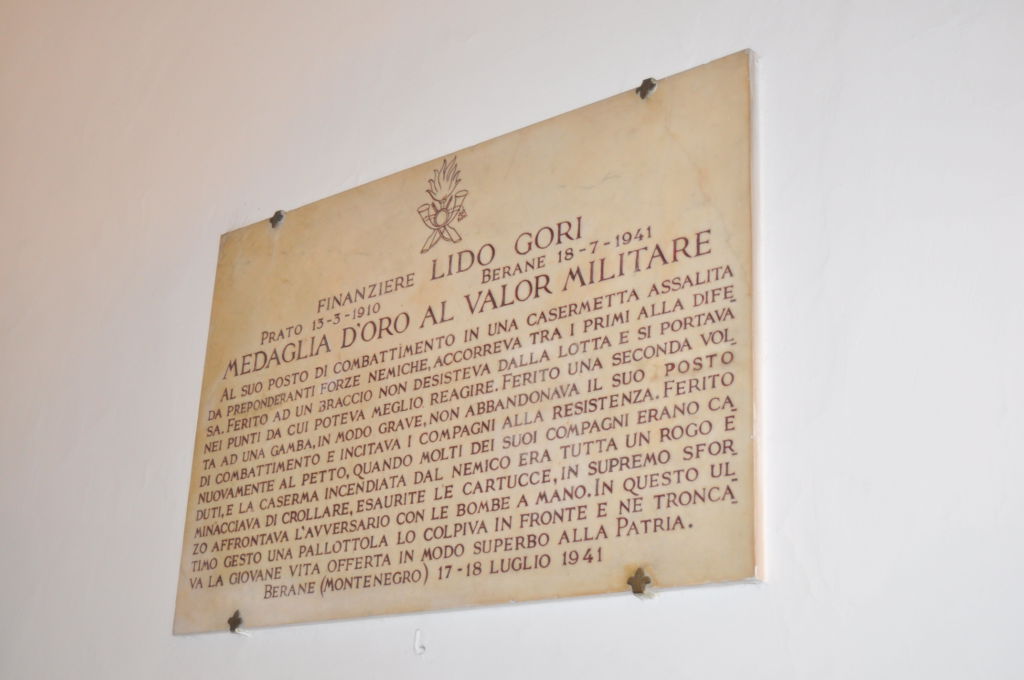 FINANZIERE LIDO GORI
PRATO 13-3-1910 BERANE 18-7-1941
MEDAGLIA D'ORO AL VALOR MILITARE
AL SUO POSTO DI COMBATTIMENTO IN UNA CASERMETTA ASSALITA
DA PREPONDERANTI FORZE NEMICHE, ACCORREVA TRA I PRIMI ALLA DIFE_
SA. FERITO AD UN BRACCIO NON DESISTEVA DALLA LOTTA E SI PORTAVA
NEI PUNTI DA CUI POTEVA MEGLIO REAGIRE. FERITO UNA SECONDA VOL_
TA AD UNA GAMBA, IN MODO GRAVE, NON ABBANDONAVA IL SUO POSTO
DI COMBATTIMENTO E INCITAVA I COMPAGNI ALLA RESISTENZA. FERITO
NUOVAMENTE AL PETTO, QUANDO MOLTI DEI SUOI COMPAGNI ERANO CA_
DUTI, E LA CASERMA INCENDIATA DAL NEMICO ERA TUTTA UN ROGO E
MINACCIAVA DI CROLLARE, ESAURITE LE CARTUCCE, IN SUPREMO SFOR_
ZO AFFRONTAVA L'AVVERSARIO CON LE BOMBE A MANO. IN QUESTO UL_
TIMO GESTO UNA PALLOTTOLA LO COLPIVA IN FRONTE E NE TRONCA_
VA LA GIOVANE VITA OFFERTA IN MODO SUPERBO ALLA PATRIA.
BERANE (MONTENEGRO) 17-18 LUGLIO 1941